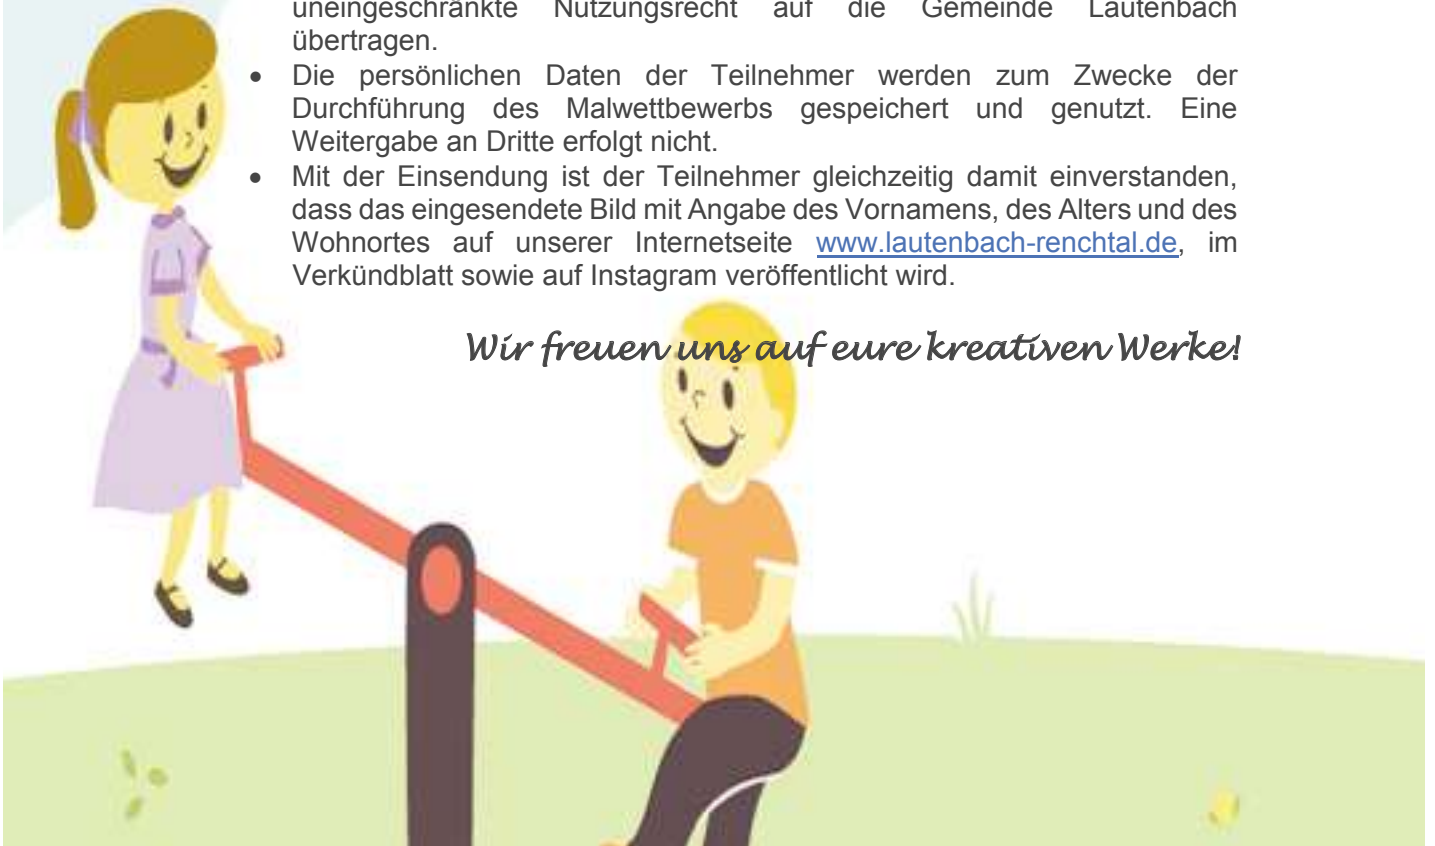 uneingeschränkte Nutzungsrecht auf die Gemeinde Lautenbach
übertragen.
• Die persönlichen Daten der Teilnehmer werden zum Zwecke der
Durchführung des Malwettbewerbs gespeichert und genutzt. Eine
Weitergabe an Dritte erfolgt nicht.
• Mit der Einsendung ist der Teilnehmer gleichzeitig damit einverstanden,
dass das eingesendete Bild mit Angabe des Vornamens, des Alters und des
Wohnortes auf unserer Internetseite www.lautenbach-renchtal.de, im
Verkündblatt sowie auf Instagram veröffentlicht wird.
Wir freuen uns auf eure kreativen Werke!